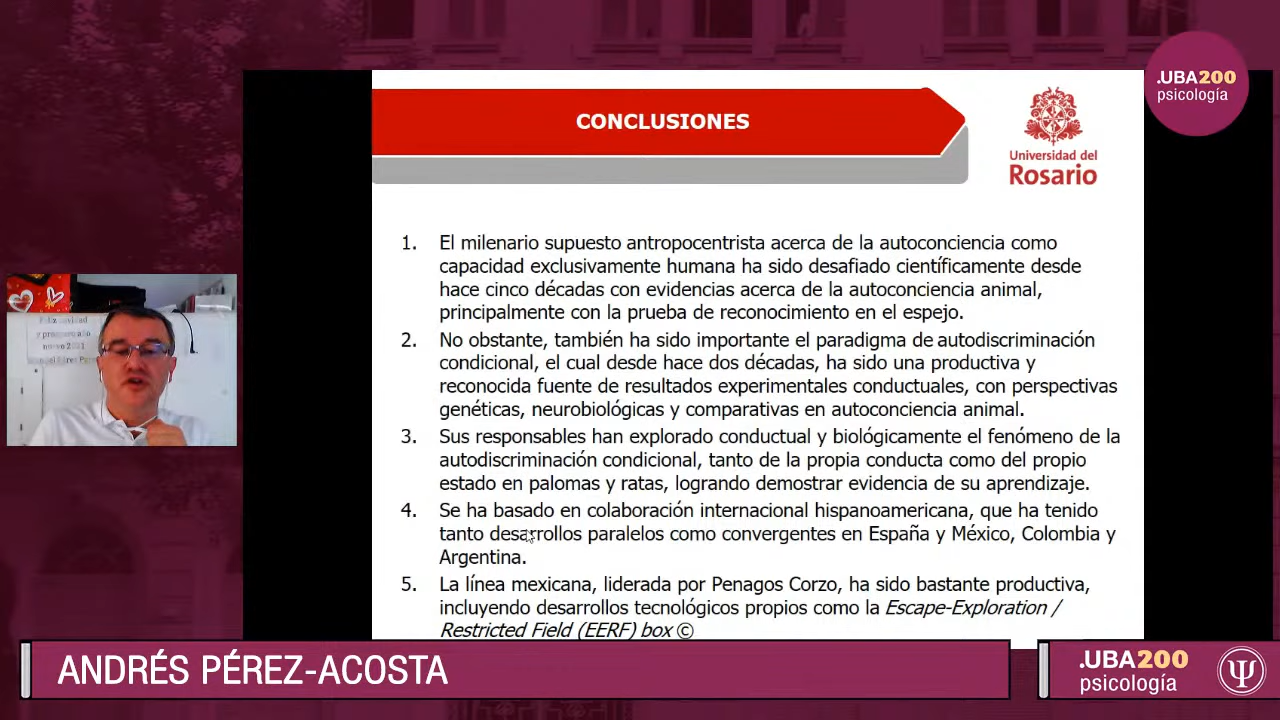 .UBA200
psicología
CONCLUSIONES
Universidad del
Rosario
1. El milenario supuesto antropocentrista acerca de la autoconciencia como
capacidad exclusivamente humana ha sido desafiado científicamente desde
hace cinco décadas con evidencias acerca de la autoconciencia animal,
principalmente con la prueba de reconocimiento en el espejo.
2. No obstante, también ha sido importante el paradigma de autodiscriminación
condicional, el cual desde hace dos décadas, ha sido una productiva y
reconocida fuente de resultados experimentales conductuales, con perspectivas
genéticas, neurobiológicas y comparativas en autoconciencia animal.
3. Sus responsables han explorado conductual y biológicamente el fenómeno de la
autodiscriminación condicional, tanto de la propia conducta como del propio
estado en palomas y ratas, logrando demostrar evidencia de su aprendizaje.
4. Se ha basado en colaboración internacional hispanoamericana, que ha tenido
tanto desarrollos paralelos como convergentes en España y México, Colombia y
Argentina.
5. La línea mexicana, liderada por Penagos Corzo, ha sido bastante productiva,
incluyendo desarrollos tecnológicos propios como la Escape-Exploration /
Restricted Field (EERF) box ©
y próspero año
nuevo 2021
ANDRÉS PÉREZ-ACOSTA
.UBA200
psicología